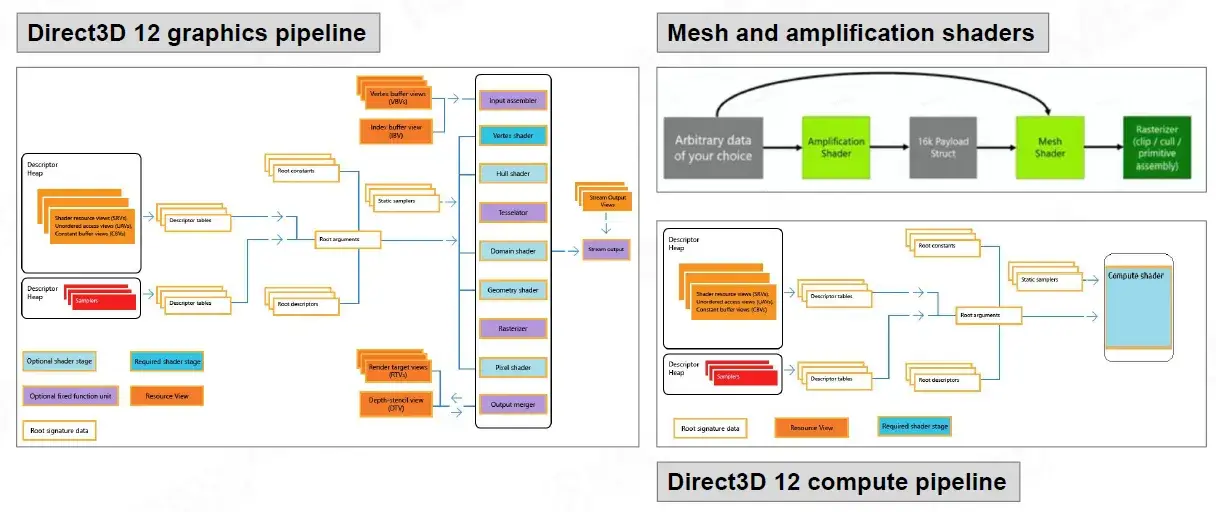 Direct3D 12 graphics pipeline
Descriptor
Heap
Shader resource views (SRVs),
Unordered access views (UAVs),
Constant buffer views (CBVs)
Descriptor
Heap
Samplers
Descriptor tables
Descriptor tables
Root constants
Root arguments
Root descriptors
Static samplers
Vertex buffer views
(VBVs)
Index buffer view
(IBV)
Render target views
(RTVs)
Depth-stencil view
(DTV)
Input assembler
Vertex shader
Hull shader
Tesselator
Domain shader
Geometry shader
Rasterizer
Pixel shader
Output merger
Stream Output
Views
Stream output
Optional shader stage
Required shader stage
Optional fixed function unit
Resource View
Root signature data
Mesh and amplification shaders
Arbitrary data
of your choice
Amplification
Shader
16k Payload
Struct
Mesh
Shader
Rasterizer
(clip / cull /
primitive
assembly)
Descriptor
Heap
Shader resource views (SRVs),
Unordered access views (UAVs),
Constant buffer views (CBVs)
Descriptor
Heap
Samplers
Descriptor tables
Descriptor tables
Root constants
Root arguments
Root descriptors
Static samplers
Compute shader
Root signature data
Resource View
Required shader stage
Direct3D 12 compute pipeline